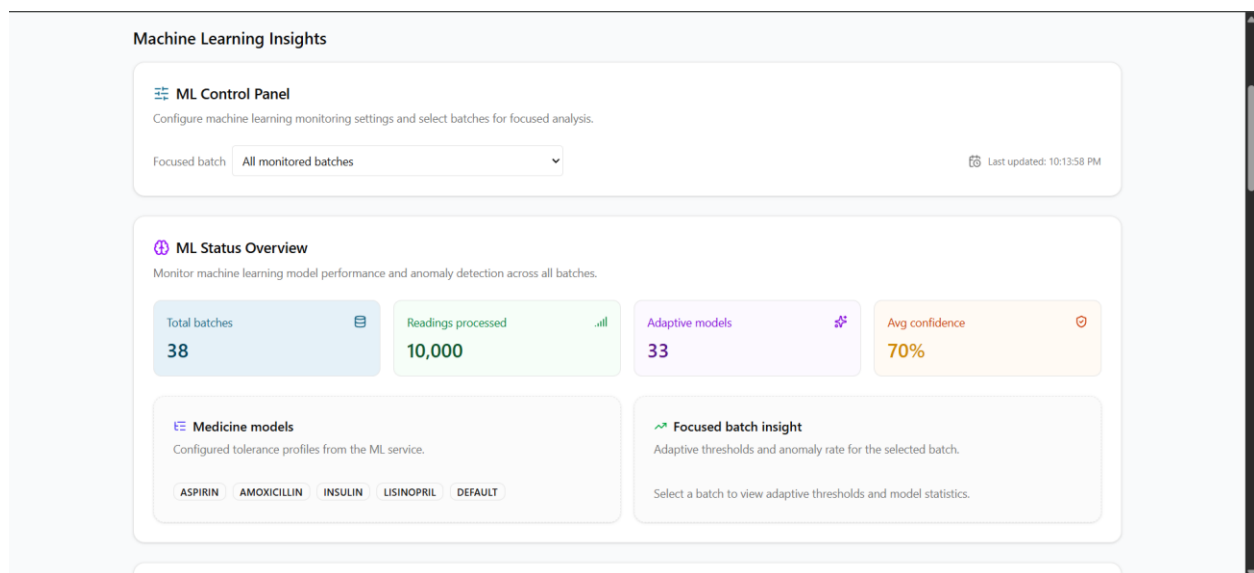 Machine Learning Insights
ML Control Panel
Configure machine learning monitoring settings and select batches for focused analysis.
Focused batch All monitored batches Last updated: 10:13:58 PM
ML Status Overview
Monitor machine learning model performance and anomaly detection across all batches.
Total batches
38
Readings processed
10,000
Adaptive models
33
Avg confidence
70%
Medicine models
Configured tolerance profiles from the ML service.
ASPIRIN AMOXICILLIN INSULIN LISINOPRIL DEFAULT
Focused batch insight
Adaptive thresholds and anomaly rate for the selected batch.
Select a batch to view adaptive thresholds and model statistics.